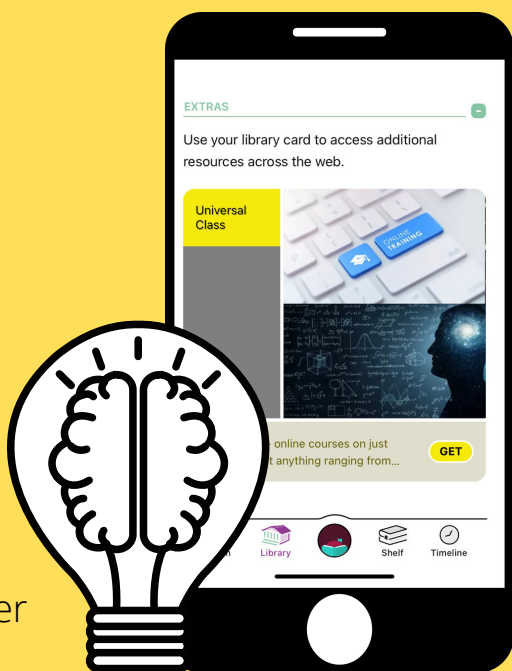 EXTRAS
Use your library card to access additional
resources across the web.
Universal
Class
ONLINE
TRAINING
online courses on just
anything ranging from...
GET
Library
Shelf
Timeline
er